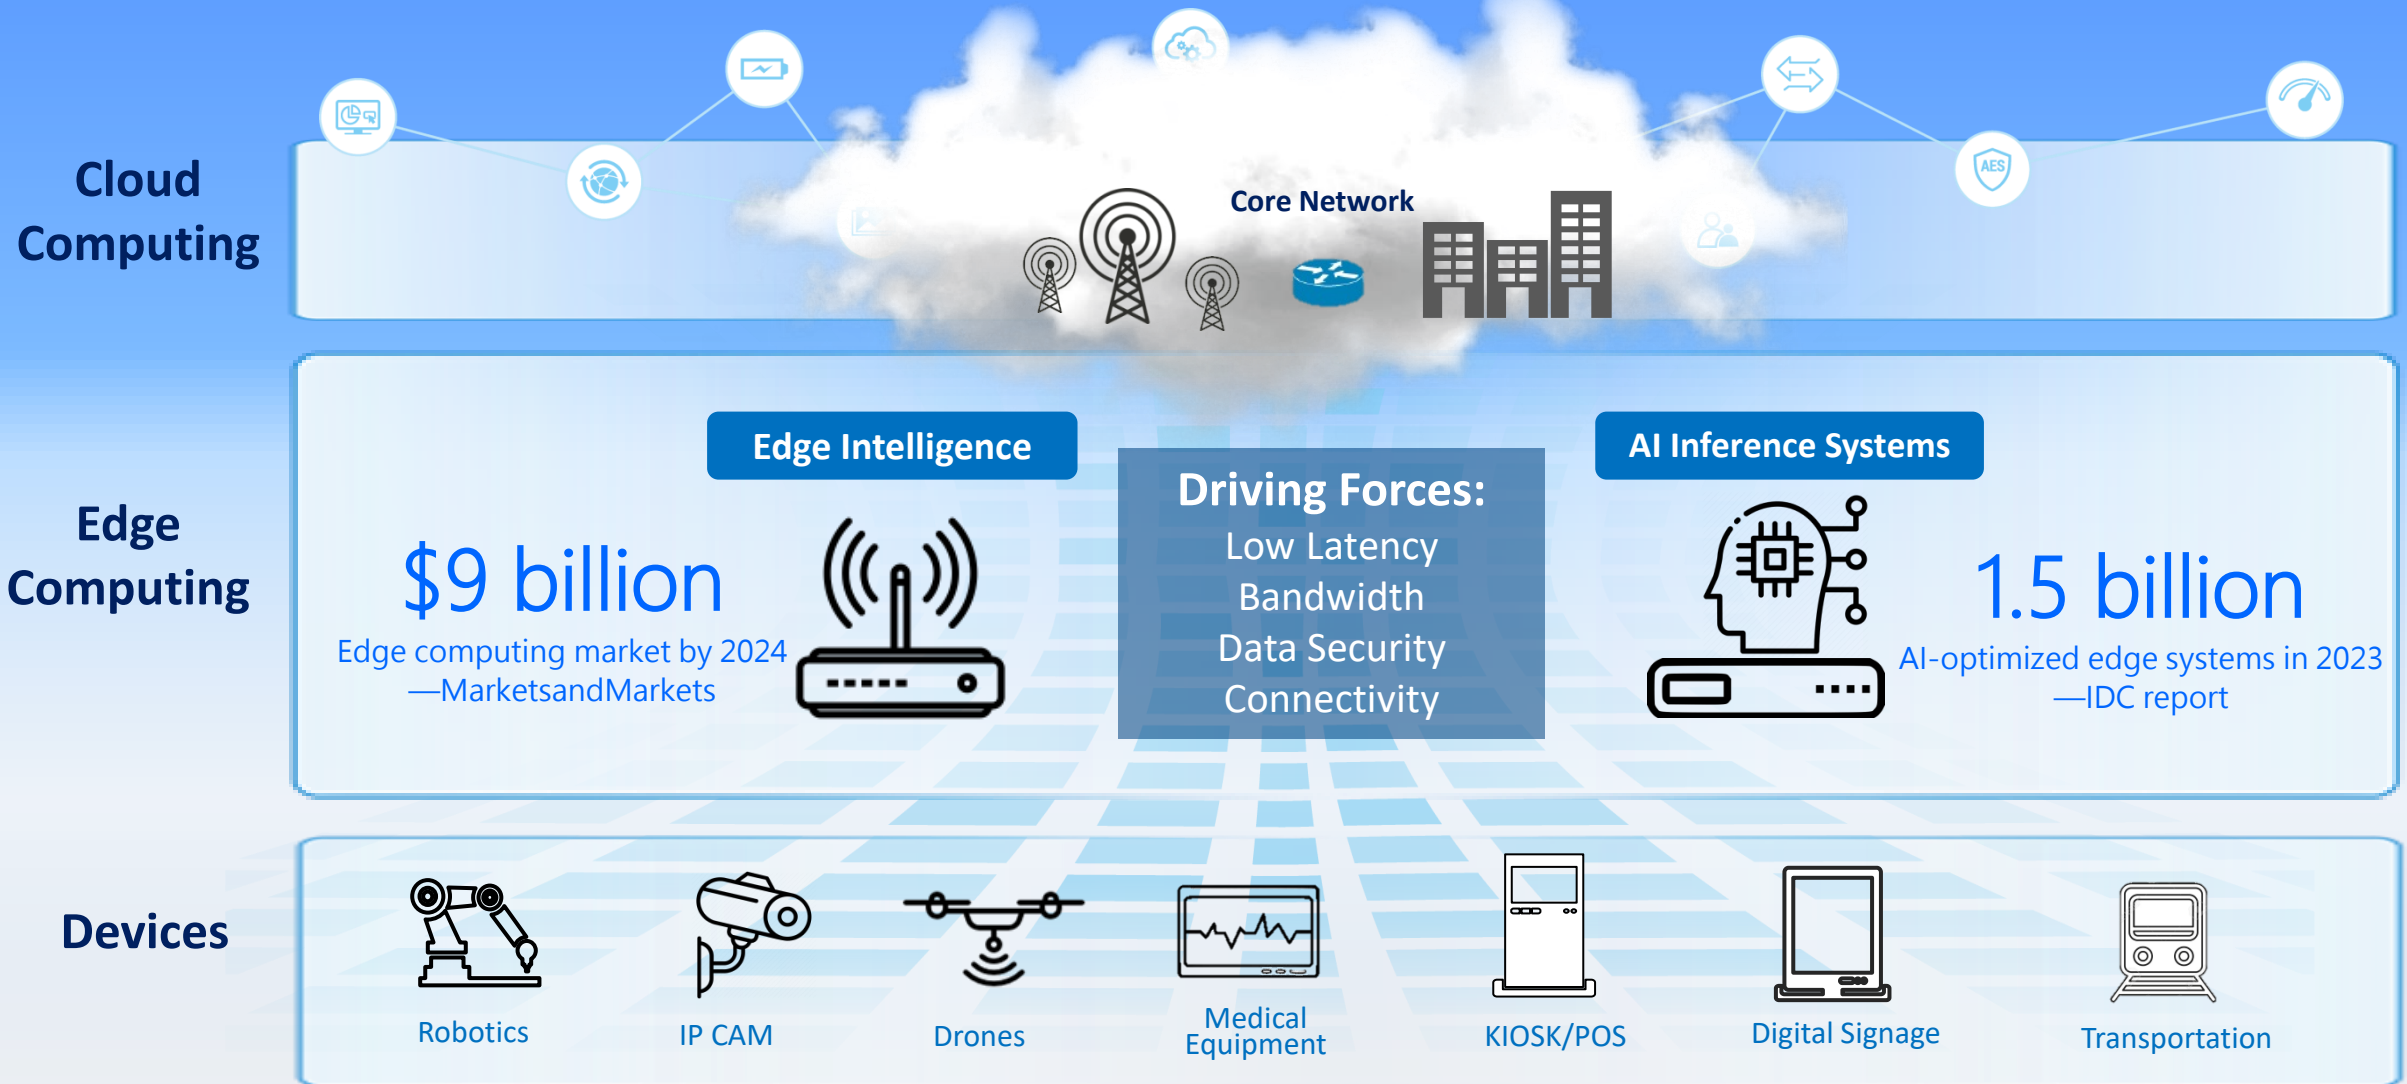 Cloud
Computing
AES
Core Network
Edge
Computing
Edge Intelligence
$9 billion
Edge computing market by 2024
—MarketsandMarkets
Driving Forces:
Low Latency
Bandwidth
Data Security
Connectivity
AI Inference Systems
1.5 billion
AI-optimized edge systems in 2023
—IDC report
Devices
Robotics
IP CAM
Drones
Medical
Equipment
KIOSK/POS
Digital Signage
Transportation